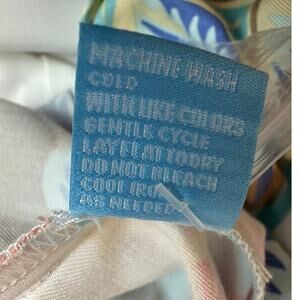 MACHINE WASH
COLD
WITH LIKE COLORS
GENTLE CYCLE
LAY FLAT TO DRY
DO NOT BLEACH
COOL IRON
AS NEEDED